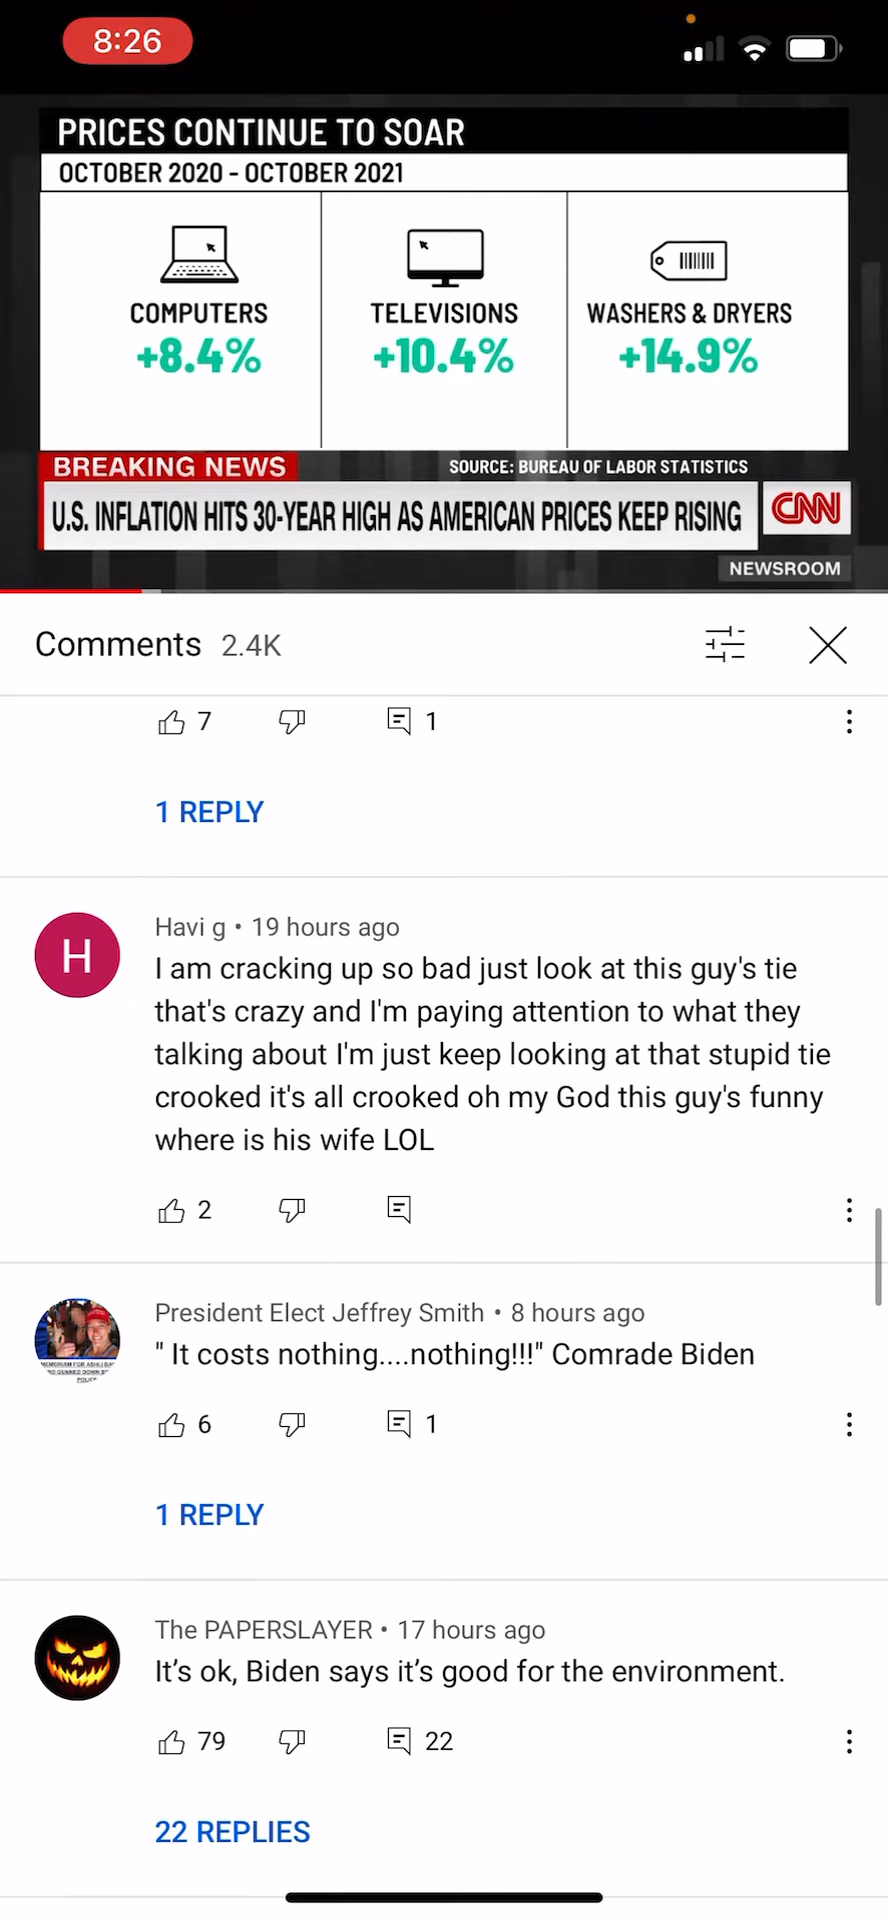 8:26
PRICES CONTINUE TO SOAR
OCTOBER 2020 - OCTOBER 2021
COMPUTERS
+8.4%
TELEVISIONS
+10.4%
WASHERS & DRYERS
+14.9%
BREAKING NEWS
SOURCE: BUREAU OF LABOR STATISTICS
U.S. INFLATION HITS 30-YEAR HIGH AS AMERICAN PRICES KEEP RISING
CNN
NEWSROOM
Comments 2.4K
7 1
1 REPLY
H
Havi g • 19 hours ago
I am cracking up so bad just look at this guy's tie
that's crazy and I'm paying attention to what they
talking about I'm just keep looking at that stupid tie
crooked it's all crooked oh my God this guy's funny
where is his wife LOL
2
President Elect Jeffrey Smith • 8 hours ago
" It costs nothing....nothing!!!" Comrade Biden
6 1
1 REPLY
The PAPERSLAYER • 17 hours ago
It’s ok, Biden says it’s good for the environment.
79 22
22 REPLIES